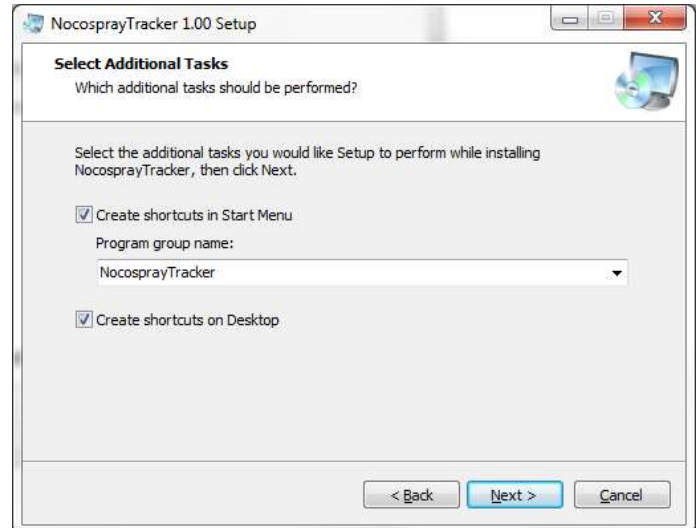 NocosprayTracker 1.00 Setup
Select Additional Tasks
Which additional tasks should be performed?
Select the additional tasks you would like Setup to perform while installing
NocosprayTracker, then click Next.
Create shortcuts in Start Menu
Program group name:
NocosprayTracker
Create shortcuts on Desktop
< Back
Next >
Cancel